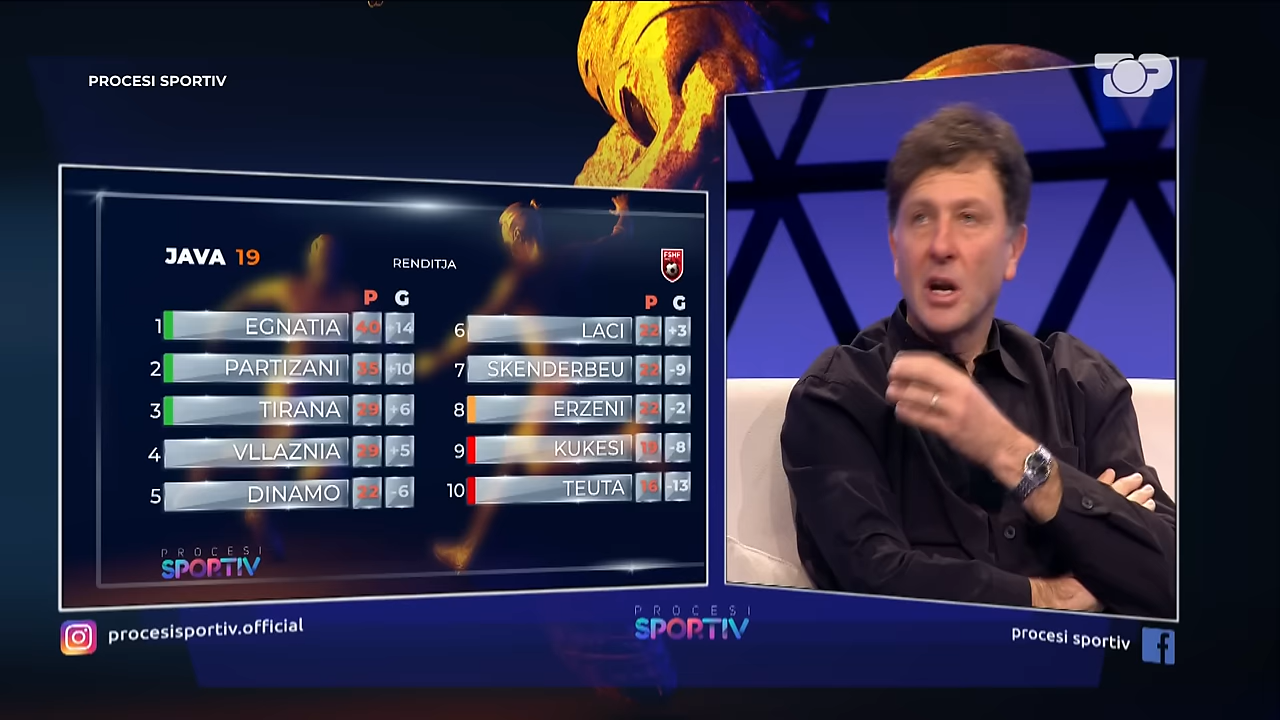 PROCESI SPORTIV
TOP
JAVA 19
RENDITJA
FSHF
P G
1 EGNATIA 40 +14
2 PARTIZANI 35 +10
3 TIRANA 29 +6
4 VLLAZNIA 29 +5
5 DINAMO 22 -6
P G
6 LACI 22 +3
7 SKENDERBEU 22 -9
8 ERZENI 22 -2
9 KUKESI 19 -8
10 TEUTA 16 -13
PROCESI
SPORTIV
procesisportiv.official
PROCESI
SPORTIV
procesi sportiv